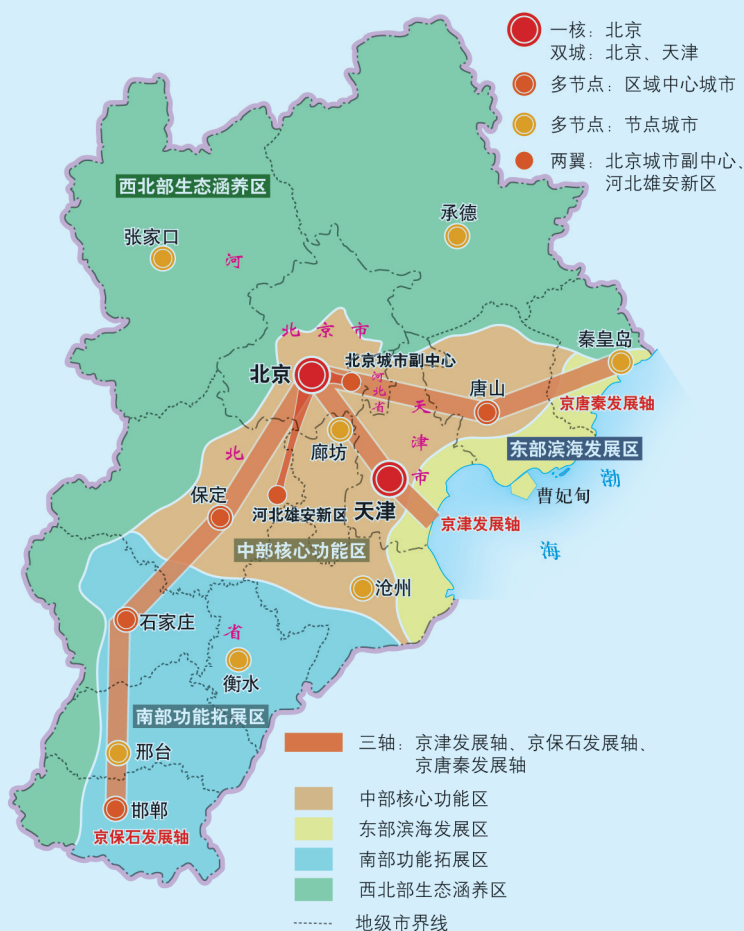 一核：北京
双城：北京、天津
多节点：区域中心城市
多节点：节点城市
两翼：北京城市副中心、
河北雄安新区
西北部生态涵养区
承德
张家口
河
北京市
秦皇岛
北京城市副中心
北京
河北省
唐山
京唐秦发展轴
天津市
廊坊
东部滨海发展区
北
渤
保定
曹妃甸
河北雄安新区
天津
京津发展轴
中部核心功能区
海
沧州
石家庄
省
衡水
南部功能拓展区
邢台
三轴：京津发展轴、京保石发展轴、
京唐秦发展轴
中部核心功能区
邯郸
东部滨海发展区
京保石发展轴
南部功能拓展区
西北部生态涵养区
地级市界线